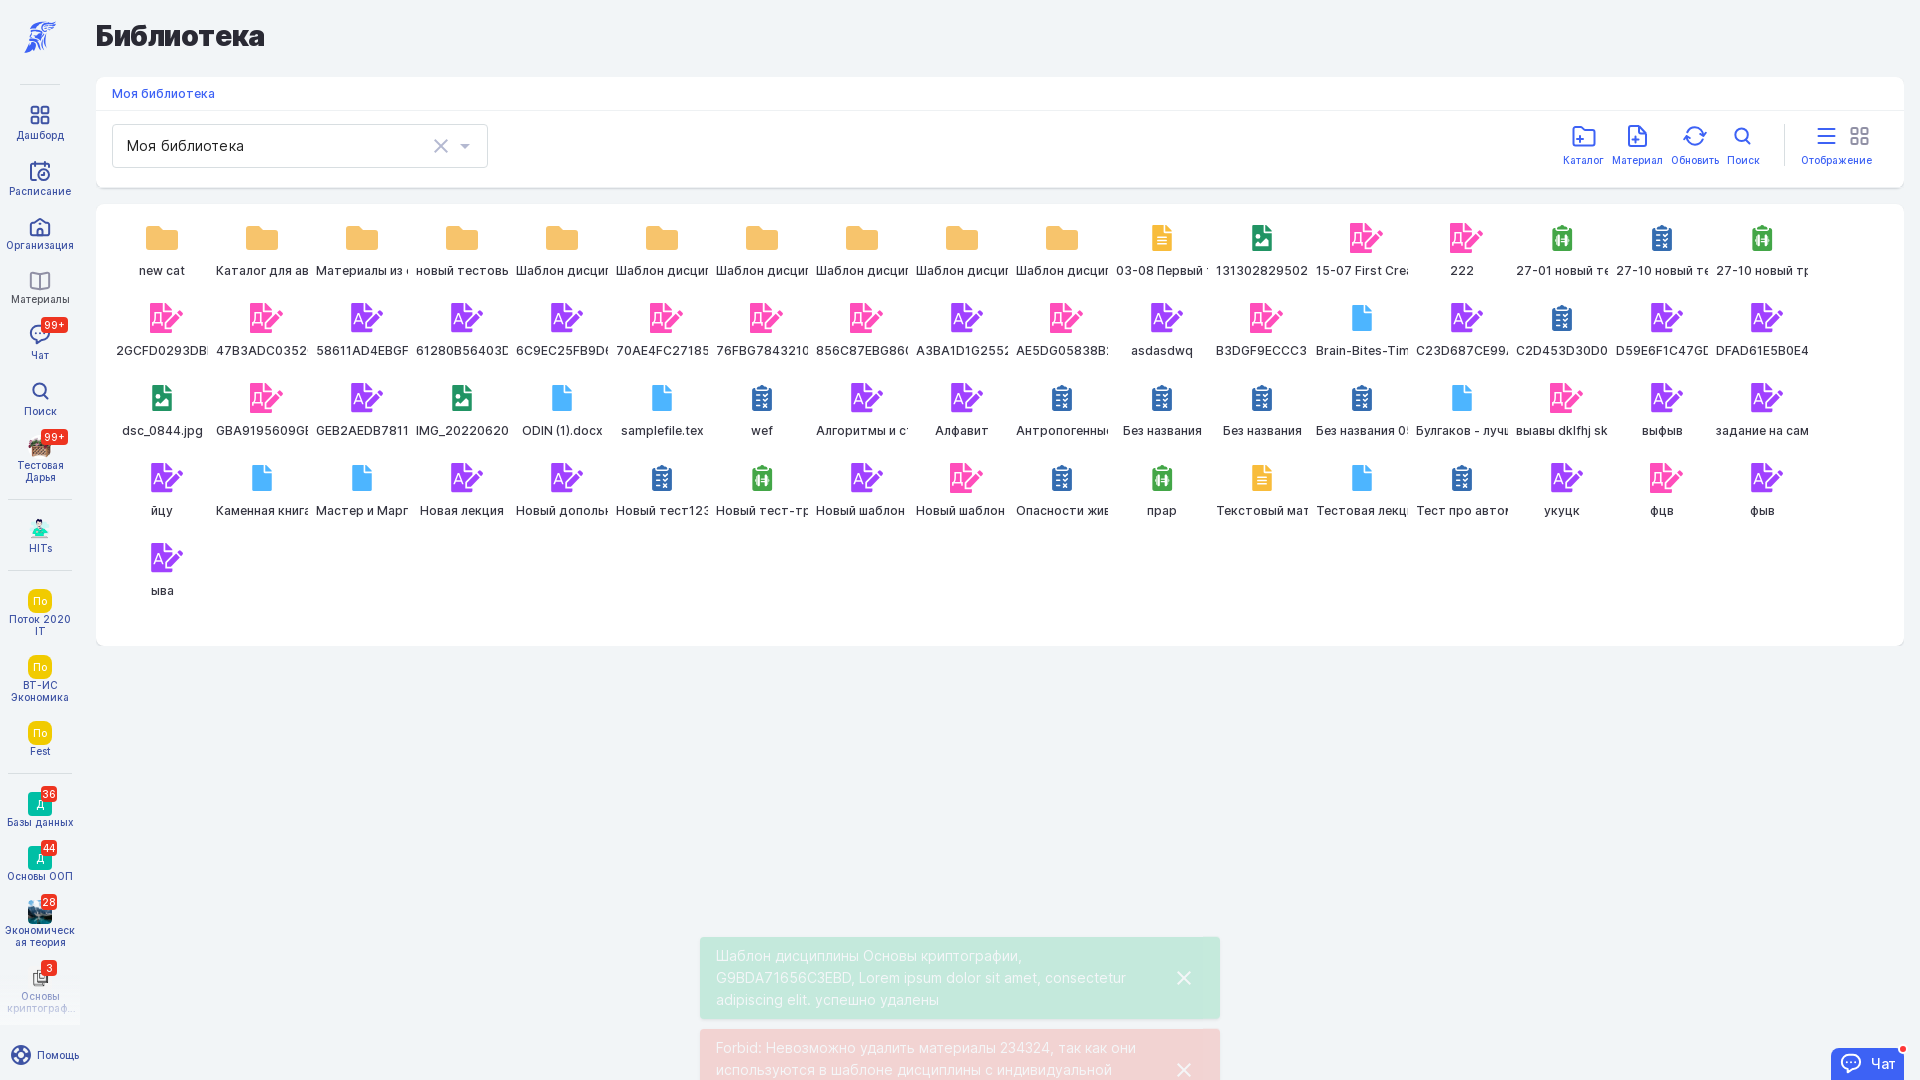 Библиотека
Моя библиотека
Моя библиотека
Каталог
Материал
Обновить
Поиск
Отображение
Дашборд
Расписание
Организация
Материалы
99+
Чат
Поиск
99+
Тестовая
Дарья
HITs
По
Поток 2020
IT
По
ВТ-ИС
Экономика
По
Fest
36
Д
Базы данных
44
Д
Основы ООП
28
Экономическ
ая теория
3
Основы
криптограф...
Помощь
new cat
Каталог для ав
Материалы из
новый тестовы
Шаблон дисцип
Шаблон дисцип
Шаблон дисцип
Шаблон дисцип
Шаблон дисцип
Шаблон дисцип
03-08 Первый
131302829502
15-07 First Crea
222
27-01 новый те
27-10 новый те
27-10 новый тр
2GCFD0293DB
47B3ADC0352
58611AD4EBGF
61280B56403D
6C9EC25FB9D6
70AE4FC27185
76FBG7843210
856C87EBG860
A3BA1D1G2552
AE5DG05838B
asdasdwq
B3DGF9ECCC3
Brain-Bites-Tim
C23D687CE99
C2D453D30D0
D59E6F1C47GD
DFAD61E5B0E4
dsc_0844.jpg
GBA9195609GE
GEB2AEDB7811
IMG_20220620
ODIN (1).docx
samplefile.tex
wef
Алгоритмы и ст
Алфавит
Антропогенные
Без названия
Без названия
Без названия 05
Булгаков - лучш
выавы dklfhj sk
выфыв
задание на сам
йцу
Каменная книга
Мастер и Марг
Новая лекция
Новый дополн
Новый тест123
Новый тест-тр
Новый шаблон
Новый шаблон
Опасности жив
прар
Текстовый мат
Тестовая лекц
Тест про автом
укуцк
фцв
фыв
ыва
Шаблон дисциплины Основы криптографии,
G9BDA71656C3EBD, Lorem ipsum dolor sit amet, consectetur
adipiscing elit. успешно удалены
Forbid: Невозможно удалить материалы 234324, так как они
используются в шаблоне дисциплины с индивидуальной
Чат